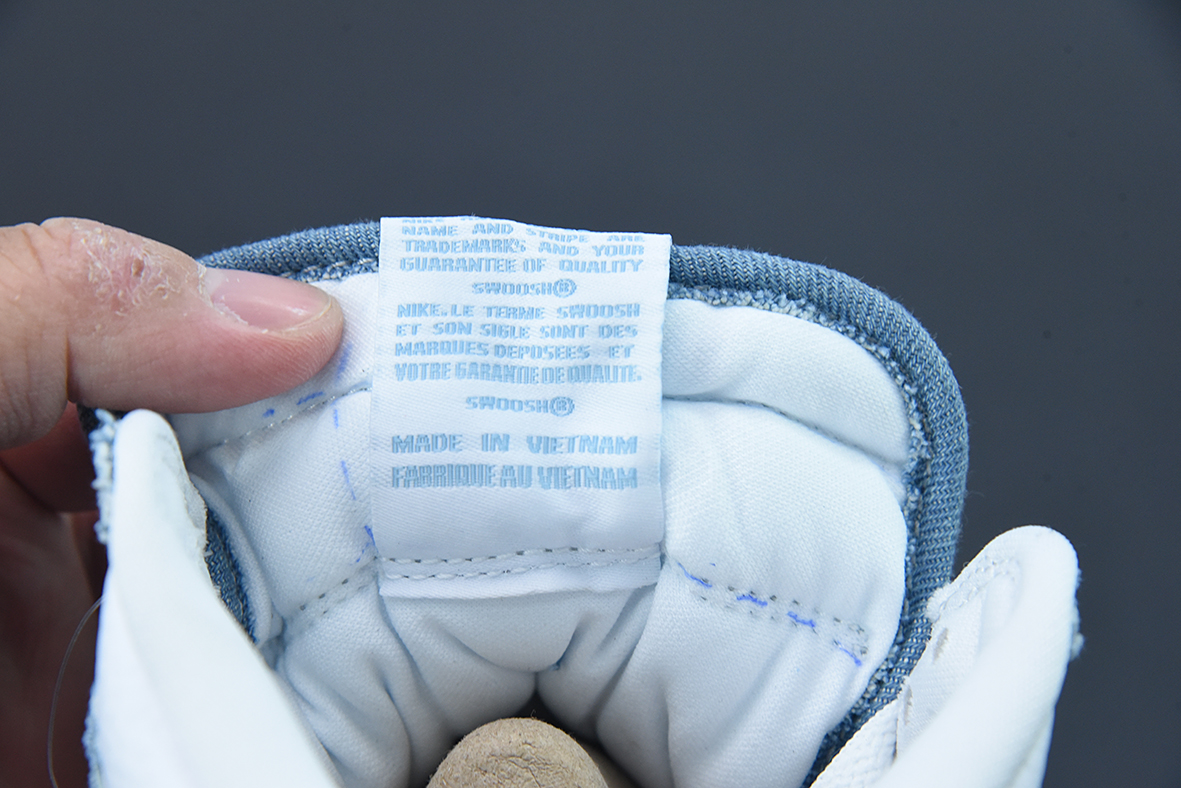 NAME AND STRIPE ARE
TRADEMARKS AND YOUR
GUARANTEE OF QUALITY
SWOOSH®
NIKE.LE TERME SWOOSH
ET SON SIGLE SONT DES
MARQUES DEPOSEES ET
VOTRE GARANTIE DE QUALITE.
SWOOSH®
MADE IN VIETNAM
FABRIQUE AU VIETNAM